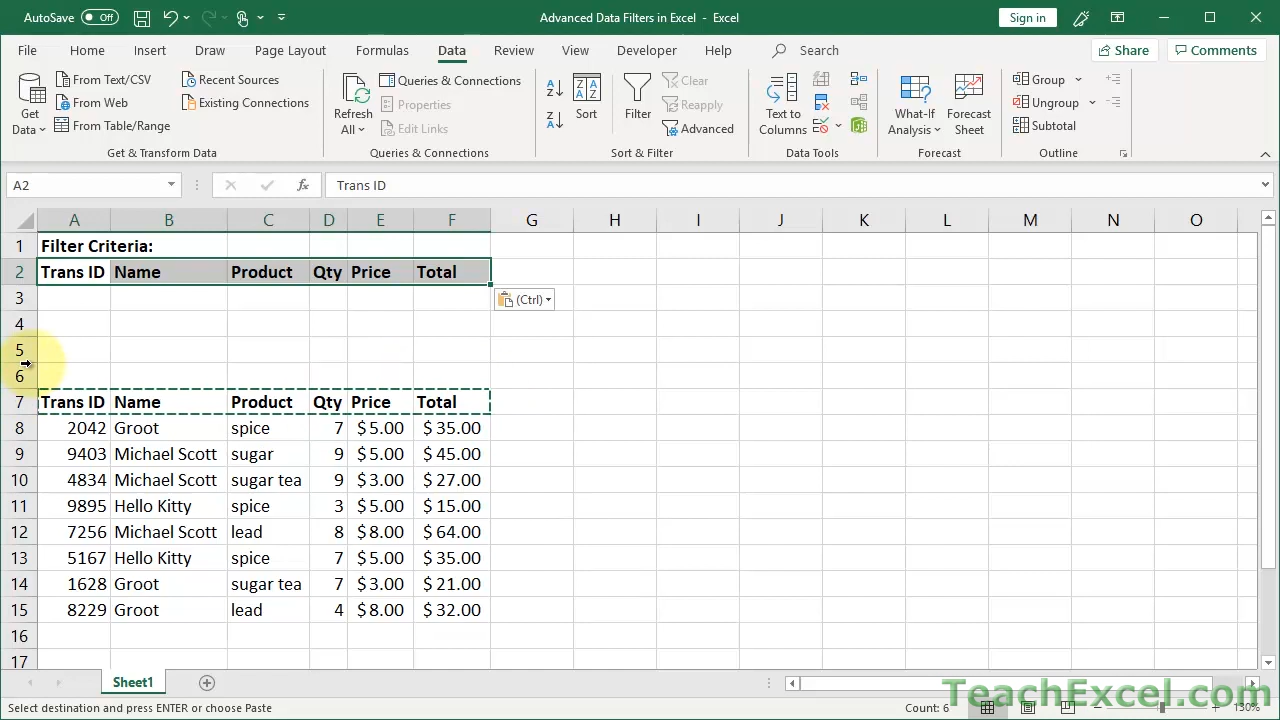 AutoSave Off Advanced Data Filters in Excel - Excel Sign in
File Home Insert Draw Page Layout Formulas Data Review View Developer Help Search Share Comments
Get Data From Text/CSV From Web From Table/Range Recent Sources Existing Connections Refresh All Queries & Connections Properties Edit Links Sort Filter Clear Reapply Advanced Text to Columns What-If Analysis Forecast Sheet Group Ungroup Subtotal
Get & Transform Data Queries & Connections Sort & Filter Data Tools Forecast Outline
A2 fx Trans ID
A B C D E F G H I J K L M N O
1 Filter Criteria:
2 Trans ID Name Product Qty Price Total
3 (Ctrl)
4
5
6
7 Trans ID Name Product Qty Price Total
8 2042 Groot spice 7 $5.00 $35.00
9 9403 Michael Scott sugar 9 $5.00 $45.00
10 4834 Michael Scott sugar tea 9 $3.00 $27.00
11 9895 Hello Kitty spice 3 $5.00 $15.00
12 7256 Michael Scott lead 8 $8.00 $64.00
13 5167 Hello Kitty spice 7 $5.00 $35.00
14 1628 Groot sugar tea 7 $3.00 $21.00
15 8229 Groot lead 4 $8.00 $32.00
16
17
Sheet1
Select destination and press ENTER or choose Paste Count: 6 130%
TeachExcel.com